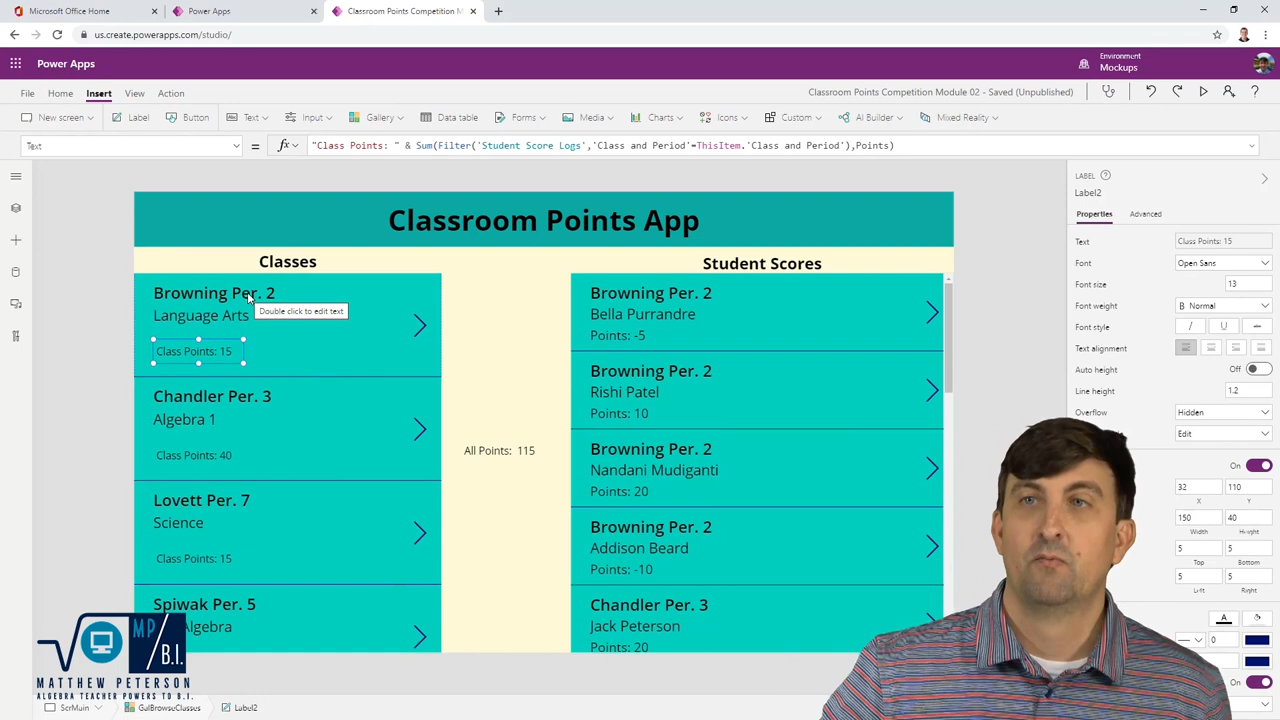 Microsoft Office Home
Power Apps
Classroom Points Competition M
us.create.powerapps.com/studio/
Power Apps
Environment
Mockups
File
Home
Insert
View
Action
Classroom Points Competition Module 02 - Saved (Unpublished)
New screen
Label
Button
Text
Input
Gallery
Data table
Forms
Media
Charts
Icons
Custom
AI Builder
Mixed Reality
Text
= fx "Class Points: " & Sum(Filter('Student Score Logs','Class and Period'=ThisItem.'Class and Period'),Points)
Classroom Points App
Classes
Browning Per. 2
Double click to edit text
Language Arts
Class Points: 15
Chandler Per. 3
Algebra 1
Class Points: 40
Lovett Per. 7
Science
Class Points: 15
Spiwak Per. 5
Algebra
All Points: 115
Student Scores
Browning Per. 2
Bella Purrandre
Points: -5
Browning Per. 2
Rishi Patel
Points: 10
Browning Per. 2
Nandani Mudiganti
Points: 20
Browning Per. 2
Addison Beard
Points: -10
Chandler Per. 3
Jack Peterson
Points: 20
LABEL
Label2
Properties
Advanced
Text
Class Points: 15
Font
Open Sans
Font size
13
Font weight
B Normal
Font style
/ U
Text alignment
Auto height
Off
Line height
1.2
Overflow
Hidden
Edit
On
32
110
X
Y
150
40
Width
Height
5
5
Top
Bottom
5
5
Left
Right
A
0
On
MP
/B.I.
MATTHEW PETERSON
ALGEBRA TEACHER POWERS TO B.I.
ScrMain
GalBrowseClasses
Label2